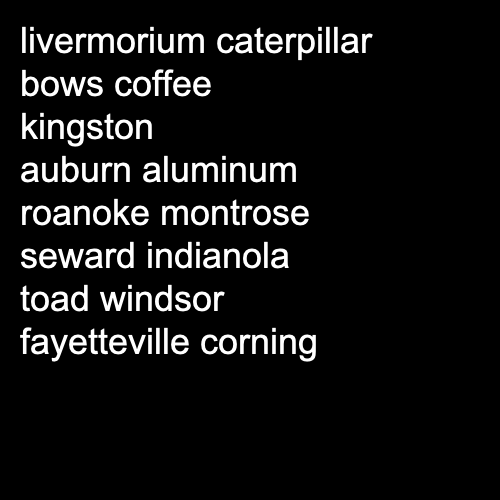 livermorium caterpillar
bows coffee
kingston
auburn aluminum
roanoke montrose
seward indianola
toad windsor
fayetteville corning